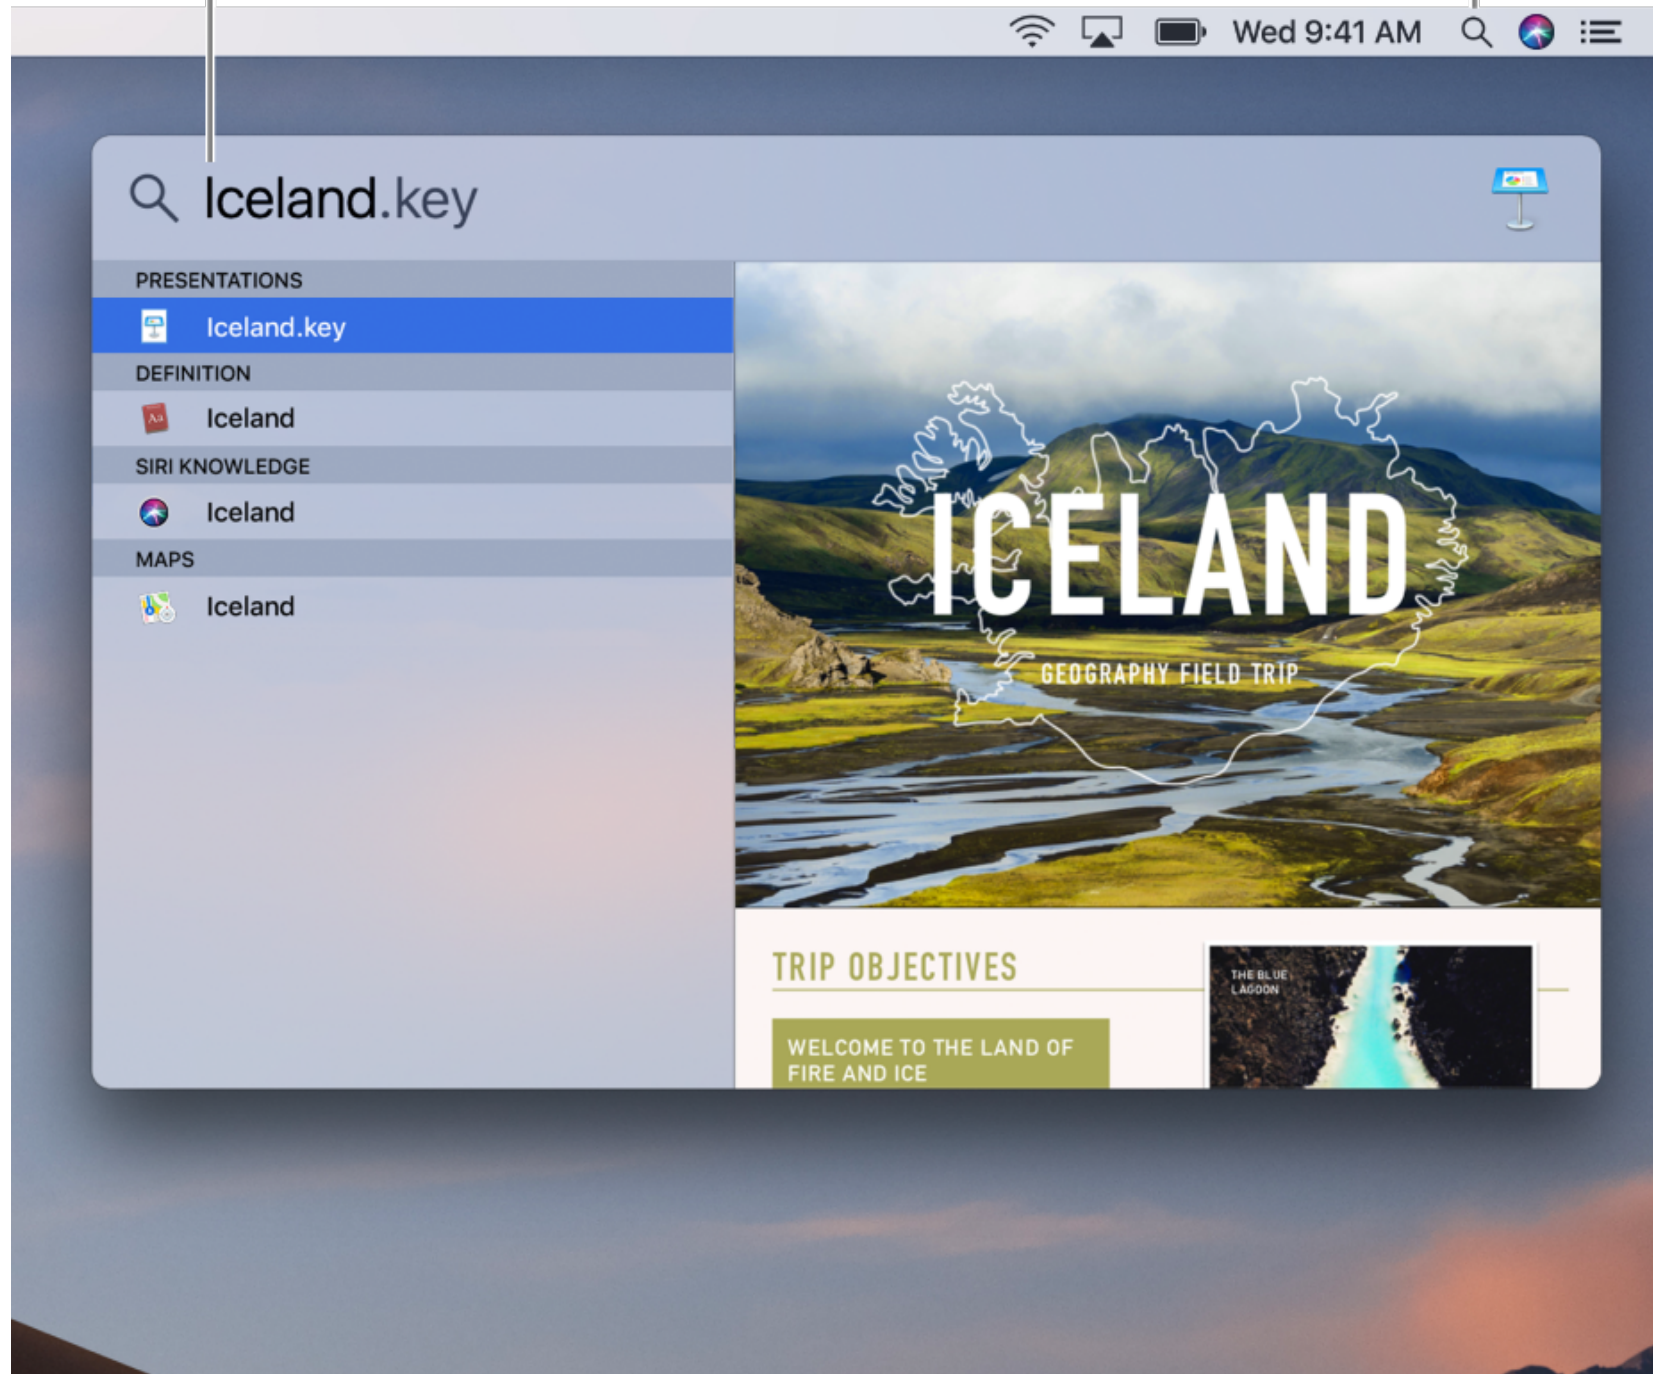 Wed 9:41 AM
Iceland.key
PRESENTATIONS
Iceland.key
DEFINITION
Aa
Iceland
SIRI KNOWLEDGE
Iceland
MAPS
Iceland
ICELAND
GEOGRAPHY FIELD TRIP
TRIP OBJECTIVES
THE BLUE
LAGOON
WELCOME TO THE LAND OF
FIRE AND ICE